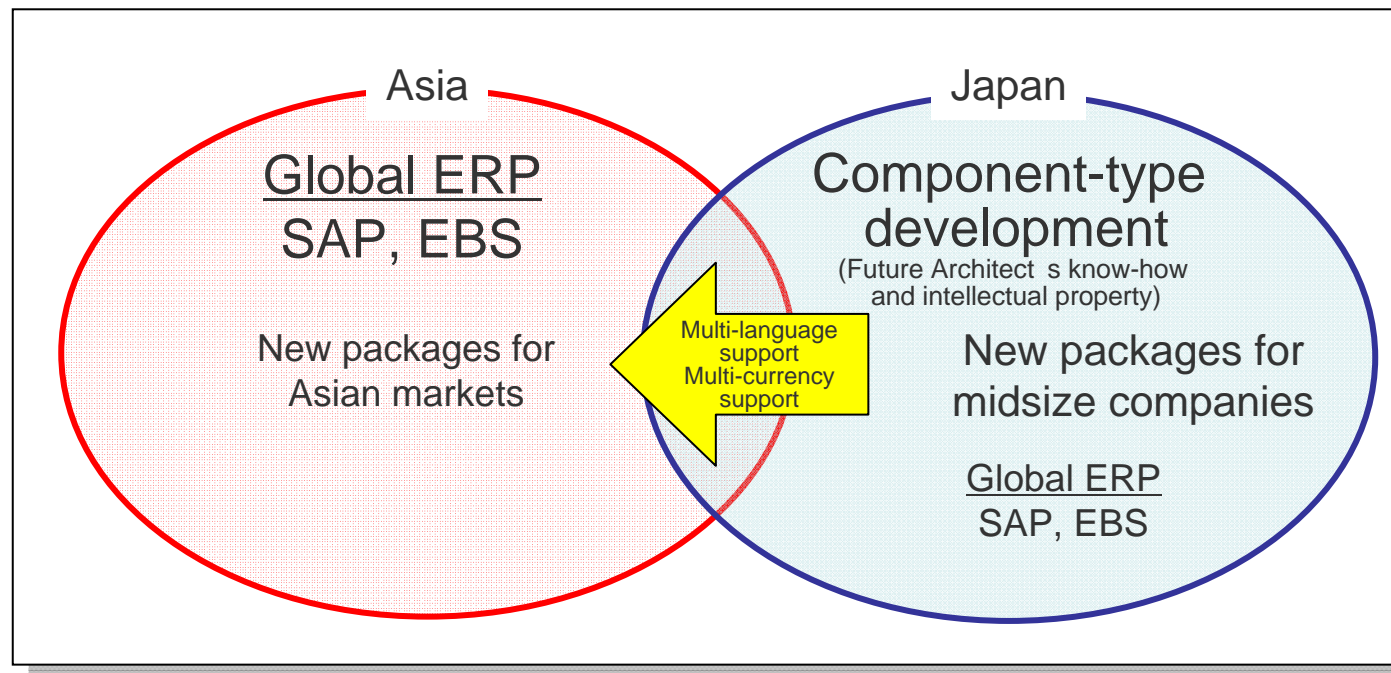 Asia
Global ERP
SAP, EBS
New packages for
Asian markets
Multi-language
support
Multi-currency
support
Japan
Component-type
development
(Future Architect s know-how
and intellectual property)
New packages for
midsize companies
Global ERP
SAP, EBS